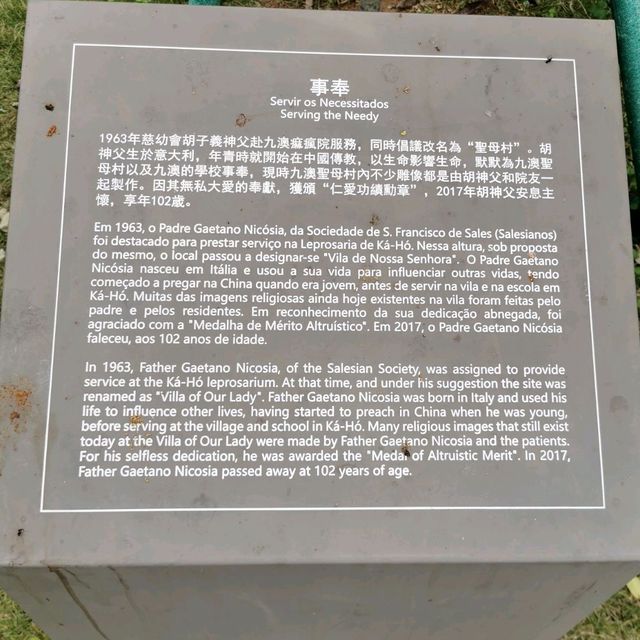 事奉
Servir os Necessitados
Serving the Needy
1963年慈幼會胡子義神父赴九澳痲瘋院服務，同時倡議改名為“聖母村”。胡
神父生於意大利，年青時就開始在中國傳教，以生命影響生命，默默為九澳聖
母村以及九澳的學校事奉，現時九澳聖母村內不少雕像都是由胡神父和院友一
起製作。因其無私大愛的奉獻，獲頒“仁愛功績勳章”，2017年胡神父安息主
懷，享年102歲。
Em 1963, o Padre Gaetano Nicósia, da Sociedade de S. Francisco de Sales (Salesianos)
foi destacado para prestar serviço na Leprosaria de Ká-Hó. Nessa altura, sob proposta
do mesmo, o local passou a designar-se "Vila de Nossa Senhora". O Padre Gaetano
Nicósia nasceu em Itália e usou a sua vida para influenciar outras vidas, tendo
começado a pregar na China quando era jovem, antes de servir na vila e na escola em
Ká-Hó. Muitas das imagens religiosas ainda hoje existentes na vila foram feitas pelo
padre e pelos residentes. Em reconhecimento da sua dedicação abnegada, foi
agraciado com a "Medalha de Mérito Altruístico". Em 2017, o Padre Gaetano Nicósia
faleceu, aos 102 anos de idade.
In 1963, Father Gaetano Nicosia, of the Salesian Society, was assigned to provide
service at the Ká-Hó leprosarium. At that time, and under his suggestion the site was
renamed as "Villa of Our Lady". Father Gaetano Nicosia was born in Italy and used his
life to influence other lives, having started to preach in China when he was young,
before serving at the village and school in Ká-Hó. Many religious images that still exist
today at the Villa of Our Lady were made by Father Gaetano Nicosia and the patients.
For his selfless dedication, he was awarded the "Medal of Altruistic Merit". In 2017,
Father Gaetano Nicosia passed away at 102 years of age.